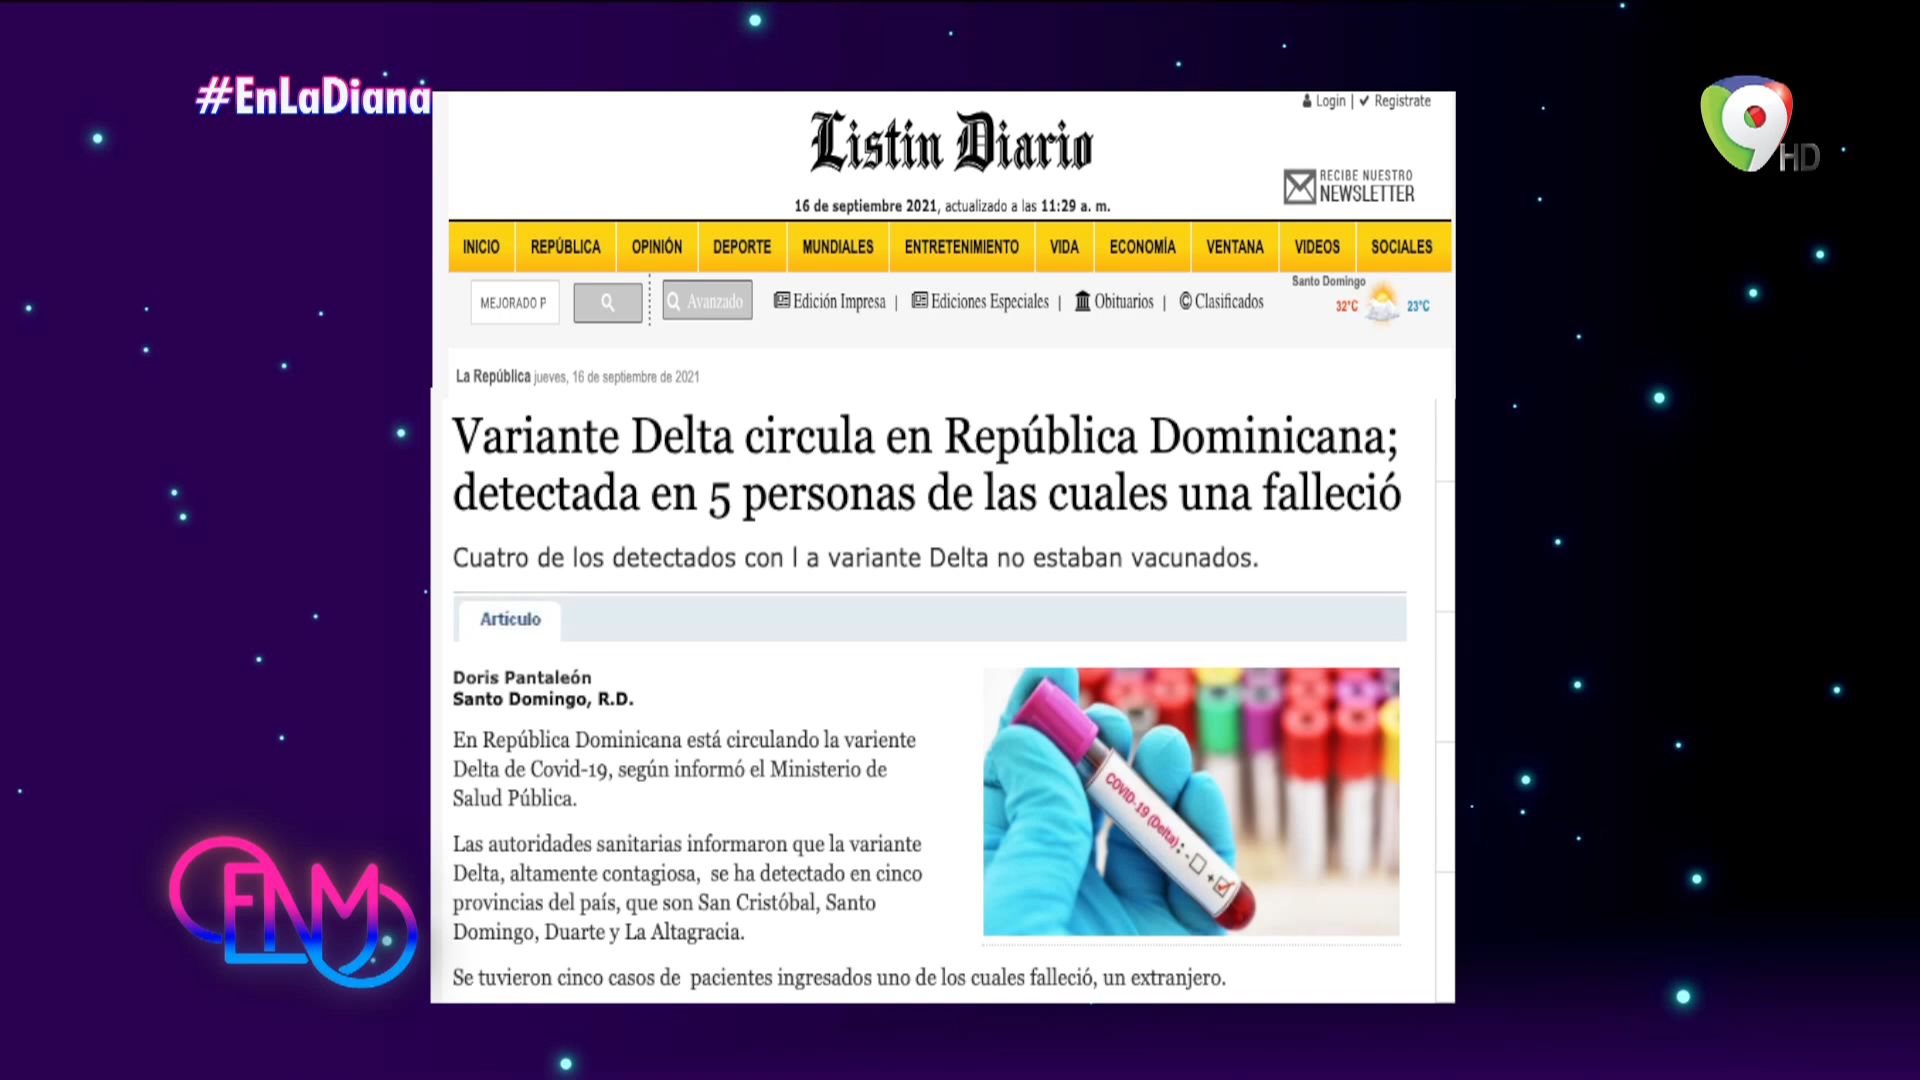 #EnLaDiana
9 HD
Login | Registrate
Listin Diario
RECIBE NUESTRO
NEWSLETTER
16 de septiembre 2021, actualizado a las 11:29 a. m.
INICIO REPÚBLICA OPINIÓN DEPORTE MUNDIALES ENTRETENIMIENTO VIDA ECONOMÍA VENTANA VIDEOS SOCIALES
MEJORADO P Avanzado Edición Impresa | Ediciones Especiales | Obituarios | Clasificados
Santo Domingo
32°C 23°C
La República jueves, 16 de septiembre de 2021
Variante Delta circula en República Dominicana;
detectada en 5 personas de las cuales una falleció
Cuatro de los detectados con l a variante Delta no estaban vacunados.
Artículo
Doris Pantaleón
Santo Domingo, R.D.
En República Dominicana está circulando la variente
Delta de Covid-19, según informó el Ministerio de
Salud Pública.
Las autoridades sanitarias informaron que la variante
Delta, altamente contagiosa, se ha detectado en cinco
provincias del país, que son San Cristóbal, Santo
Domingo, Duarte y La Altagracia.
Se tuvieron cinco casos de pacientes ingresados uno de los cuales falleció, un extranjero.
COVID-19 (Delta): - +
ENM